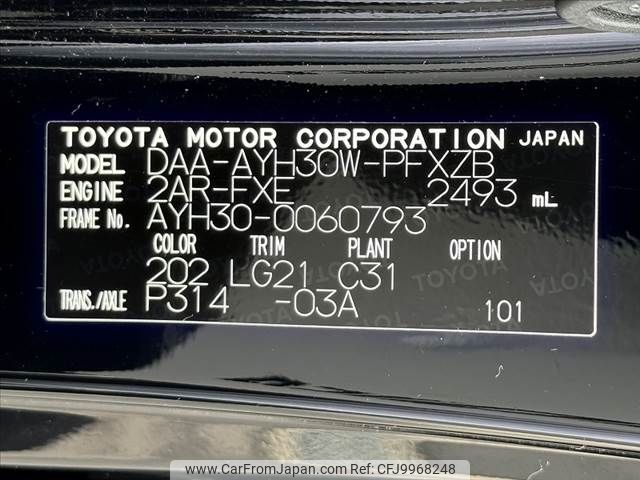 TOYOTA MOTOR CORPORATION JAPAN
MODEL DAA-AYH30W-PFXZB
ENGINE 2AR-FXE 2493 mL
FRAME No. AYH30-0060793
COLOR TRIM PLANT OPTION
202 LG21 C31
TRANS./AXLE P314 -03A 101
www.carfromjapan.com Ref:CFJ9968248